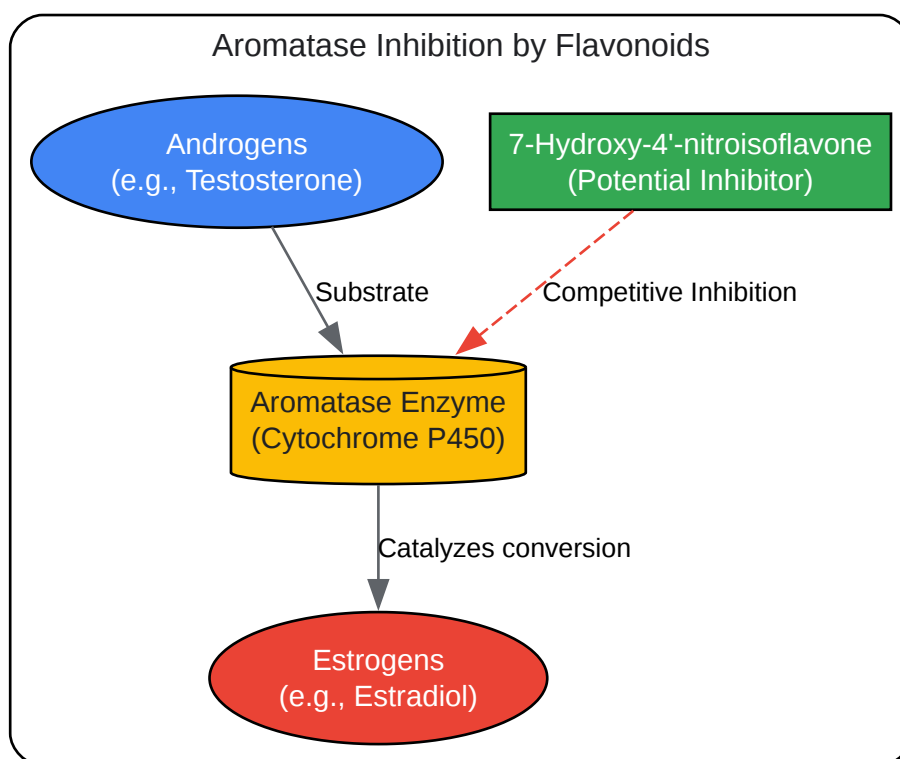 Aromatase Inhibition by Flavonoids
Androgens
(e.g., Testosterone)
7-Hydroxy-4'-nitroisoflavone
(Potential Inhibitor)
Substrate
Competitive Inhibition
Aromatase Enzyme
(Cytochrome P450)
Catalyzes conversion
Estrogens
(e.g., Estradiol)